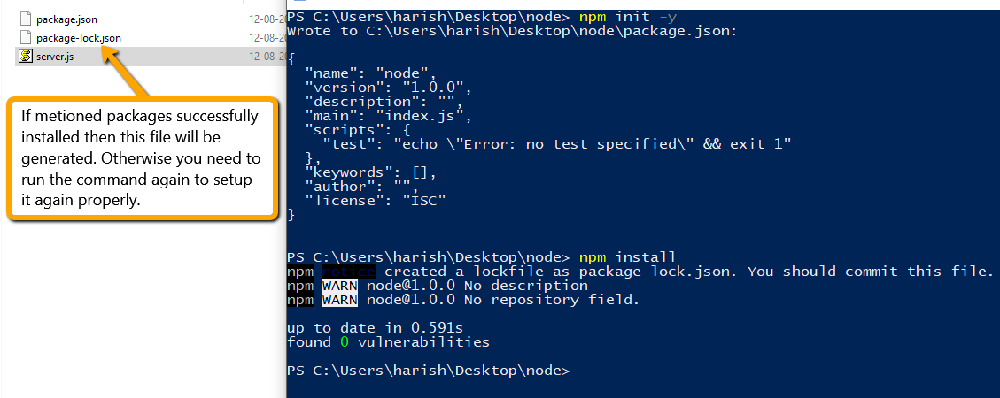 package.json 12-08-20
package-lock.json 12-08-20
server.js 12-08-20
If metioned packages successfully
installed then this file will be
generated. Otherwise you need to
run the command again to setup
it again properly.
PS C:\Users\harish\Desktop\node> npm init -y
Wrote to C:\Users\harish\Desktop\node\package.json:
{
  "name": "node",
  "version": "1.0.0",
  "description": "",
  "main": "index.js",
  "scripts": {
    "test": "echo \"Error: no test specified\" && exit 1"
  },
  "keywords": [],
  "author": "",
  "license": "ISC"
}
PS C:\Users\harish\Desktop\node> npm install
npm notice created a lockfile as package-lock.json. You should commit this file.
npm WARN node@1.0.0 No description
npm WARN node@1.0.0 No repository field.
up to date in 0.591s
found 0 vulnerabilities
PS C:\Users\harish\Desktop\node>